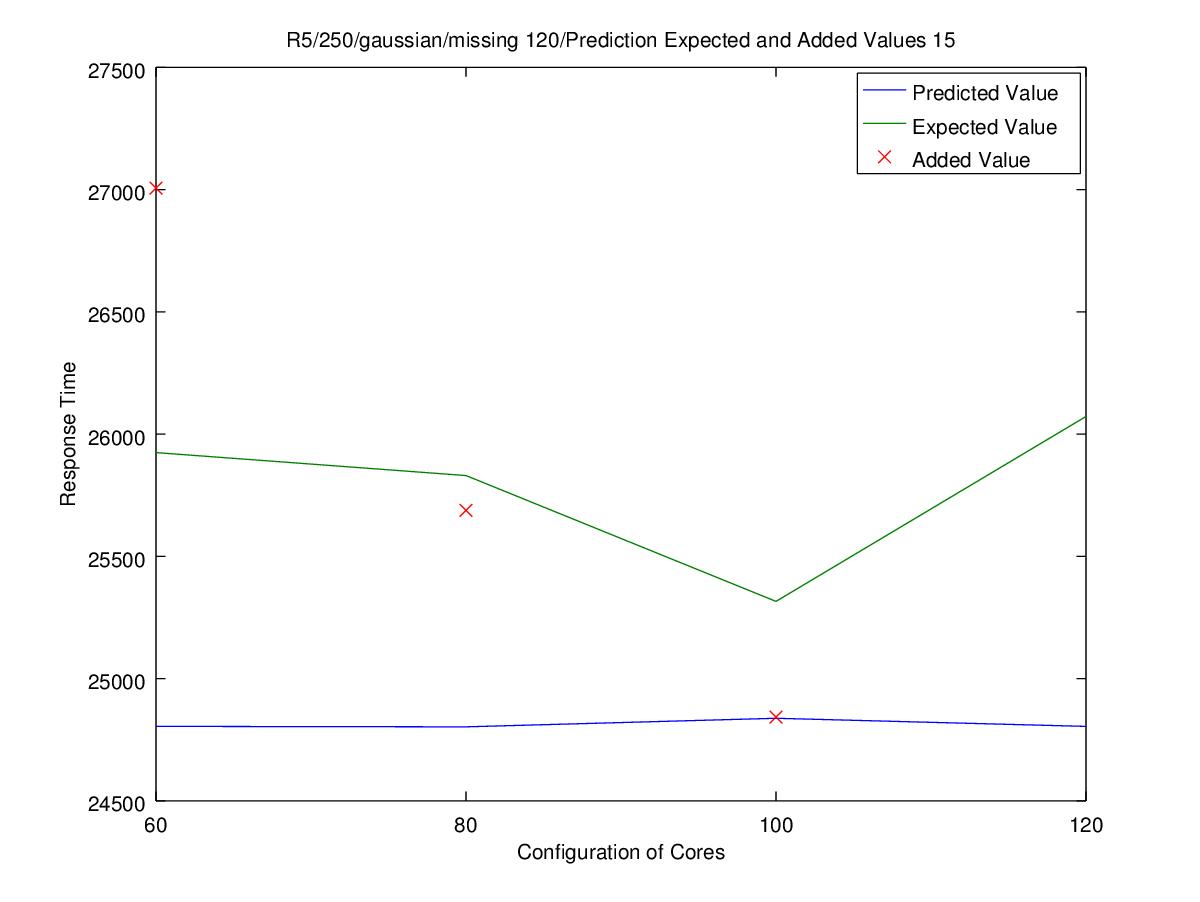 R5/250/gaussian/missing 120/Prediction Expected and Added Values 15
27500
27000
26500
26000
25500
25000
24500
Response Time
Predicted Value
Expected Value
Added Value
60 80 100 120
Configuration of Cores